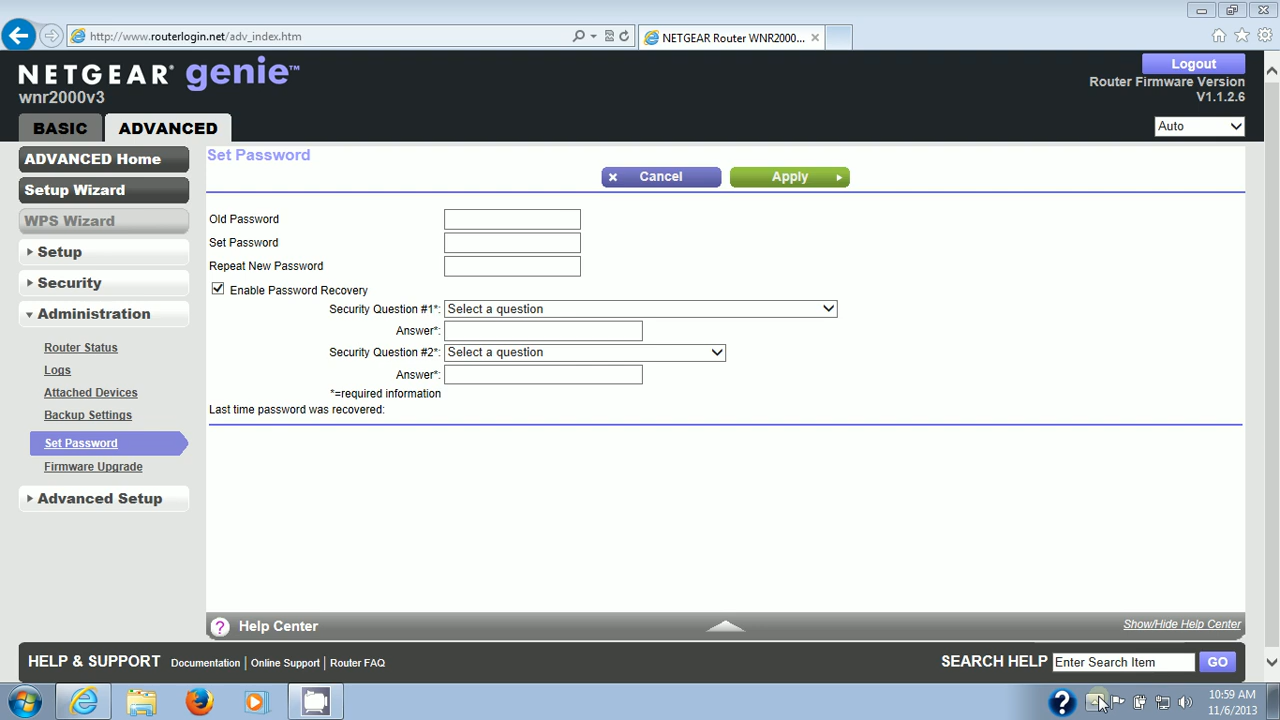 http://www.routerlogin.net/adv_index.htm
NETGEAR Router WNR2000...
NETGEAR® genie™
wnr2000v3
Logout
Router Firmware Version
V1.1.2.6
BASIC
ADVANCED
Auto
ADVANCED Home
Setup Wizard
WPS Wizard
Setup
Security
Administration
Router Status
Logs
Attached Devices
Backup Settings
Set Password
Firmware Upgrade
Advanced Setup
Set Password
Cancel
Apply
Old Password
Set Password
Repeat New Password
Enable Password Recovery
Security Question #1*: Select a question
Answer*:
Security Question #2*: Select a question
Answer*:
*=required information
Last time password was recovered:
? Help Center
Show/Hide Help Center
HELP & SUPPORT Documentation | Online Support | Router FAQ
SEARCH HELP Enter Search Item GO
?
10:59 AM
11/6/2013